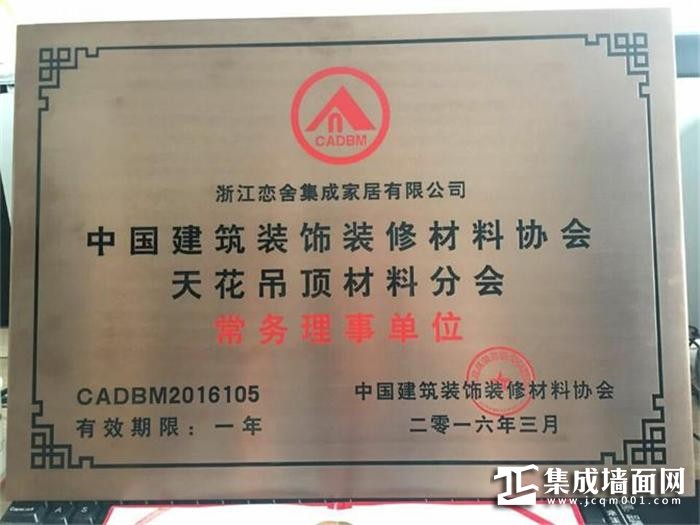 CADBM
浙江恋舍集成家居有限公司
中国建筑装饰装修材料协会
天花吊顶材料分会
常务理事单位
CADBM2016105
中国建筑装饰装修材料协会
有效期限：一年
二零一六年三月
集成墙面网
www.jcqm001.com